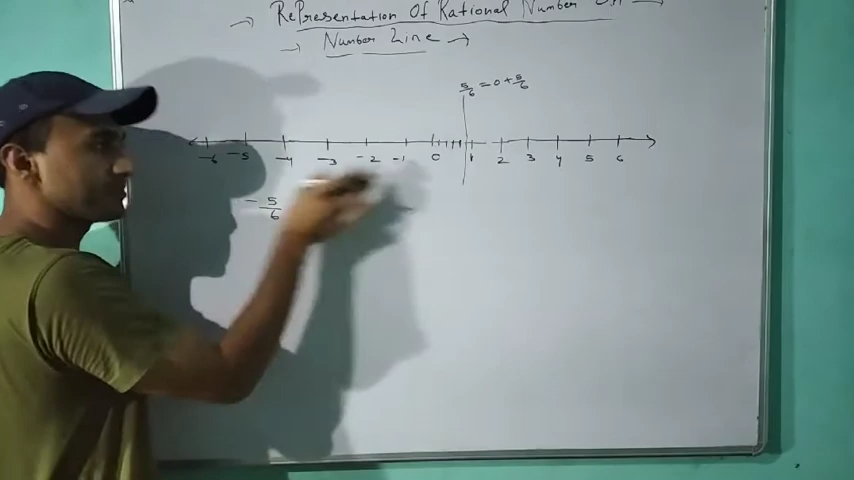 → Representation Of Rational Number On →
→ Number Line →
5/6 = 0 + 5/6
-6 -5 -4 -3 -2 -1 0 1 2 3 4 5 6
- 5/6